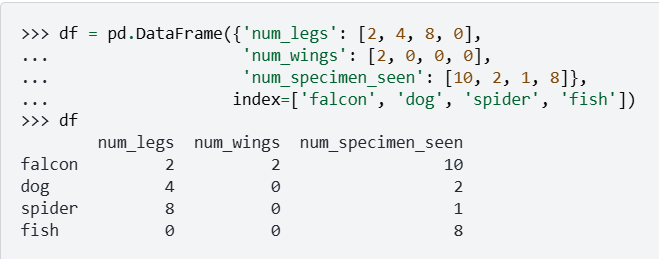 >>> df = pd.DataFrame({'num_legs': [2, 4, 8, 0],
...                    'num_wings': [2, 0, 0, 0],
...                    'num_specimen_seen': [10, 2, 1, 8]},
...                   index=['falcon', 'dog', 'spider', 'fish'])
>>> df
        num_legs  num_wings  num_specimen_seen
falcon         2          2                 10
dog            4          0                  2
spider         8          0                  1
fish           0          0                  8